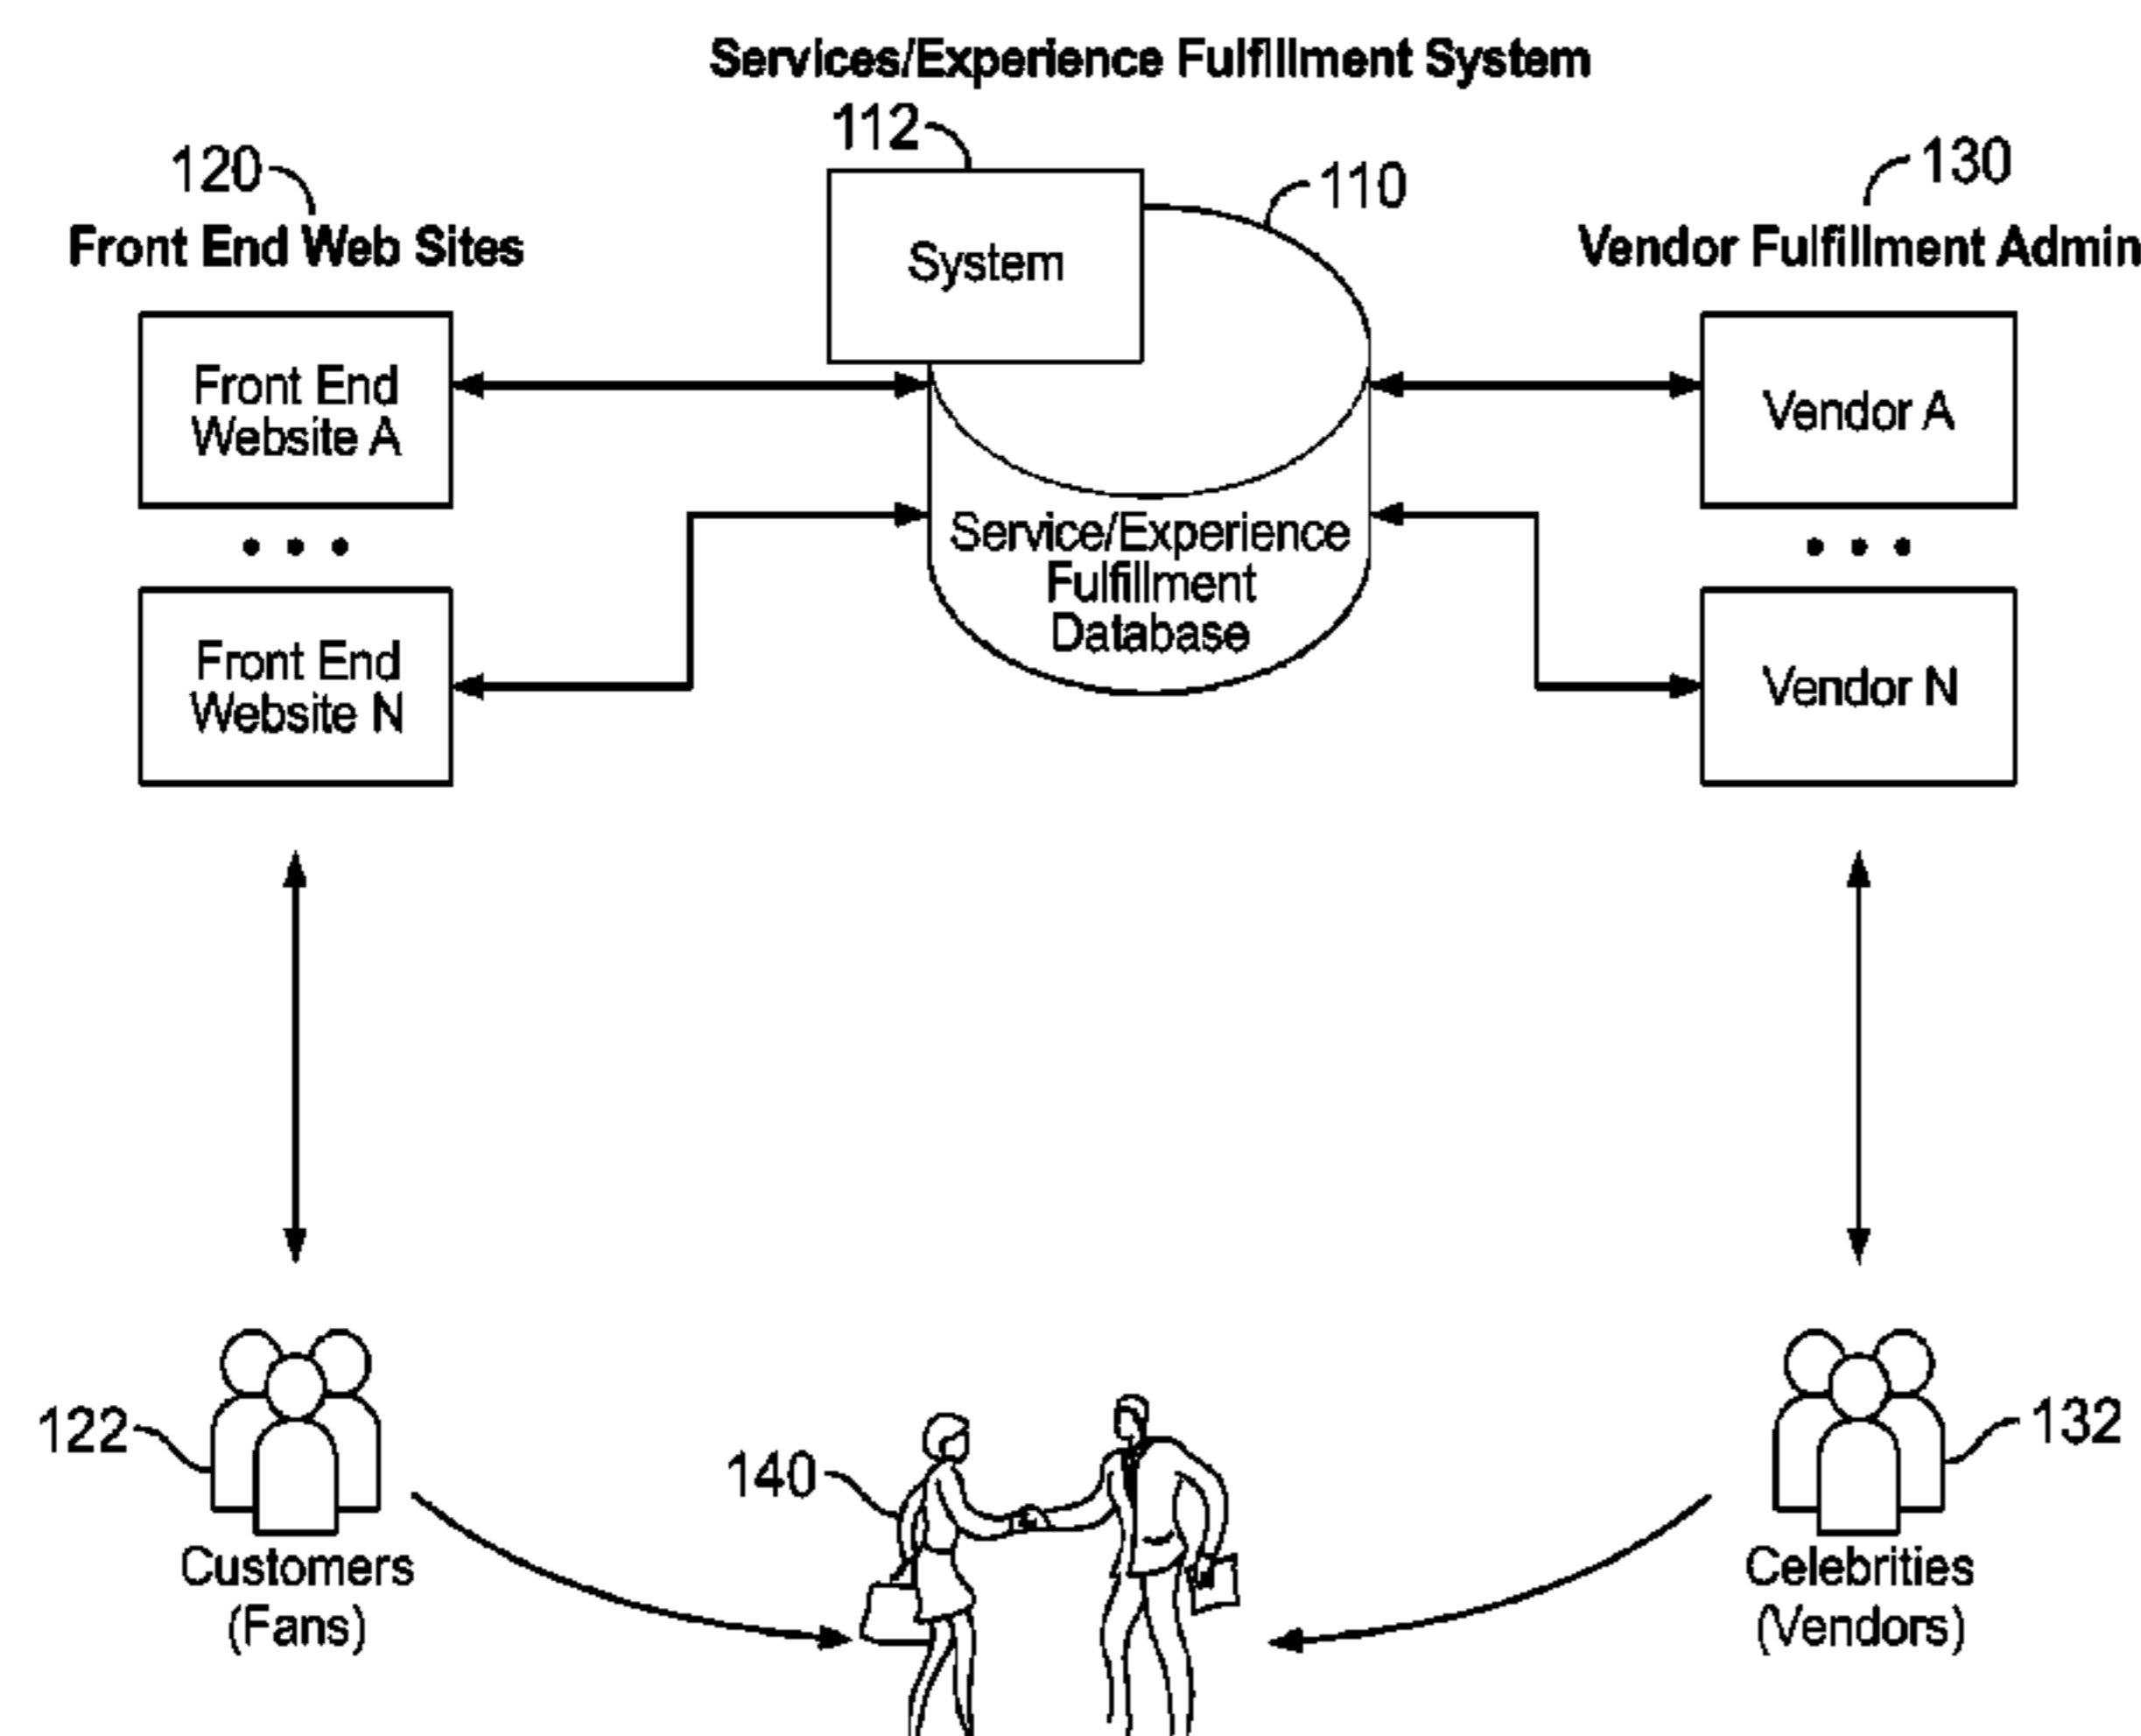 Services/Experience Fulfillment System
112
120
110
130
Front End Web Sites
System
Vendor Fulfillment Admin
Front End
Website A
Vendor A
Service/Experience
Fulfillment
Database
Front End
Website N
Vendor N
122
140
132
Customers
(Fans)
Celebrities
(Vendors)